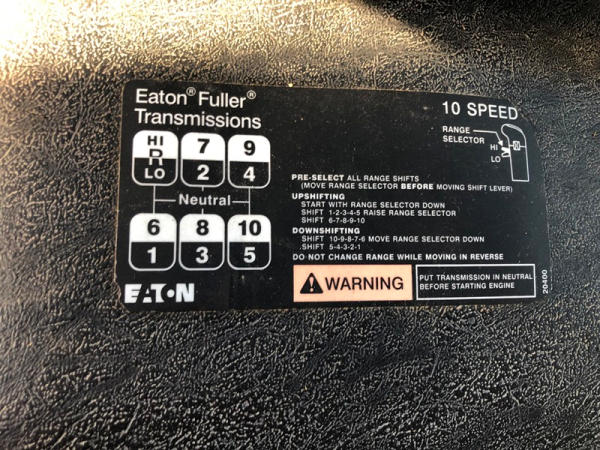 Eaton® Fuller®
Transmissions
10 SPEED
RANGE
SELECTOR
HI
LO
HI 7 9
R
LO 2 4
Neutral
6 8 10
1 3 5
PRE-SELECT ALL RANGE SHIFTS
(MOVE RANGE SELECTOR BEFORE MOVING SHIFT LEVER)
UPSHIFTING
START WITH RANGE SELECTOR DOWN
SHIFT 1-2-3-4-5 RAISE RANGE SELECTOR
SHIFT 6-7-8-9-10
DOWNSHIFTING
SHIFT 10-9-8-7-6 MOVE RANGE SELECTOR DOWN
SHIFT 5-4-3-2-1
DO NOT CHANGE RANGE WHILE MOVING IN REVERSE
EATON
WARNING
PUT TRANSMISSION IN NEUTRAL
BEFORE STARTING ENGINE
20400